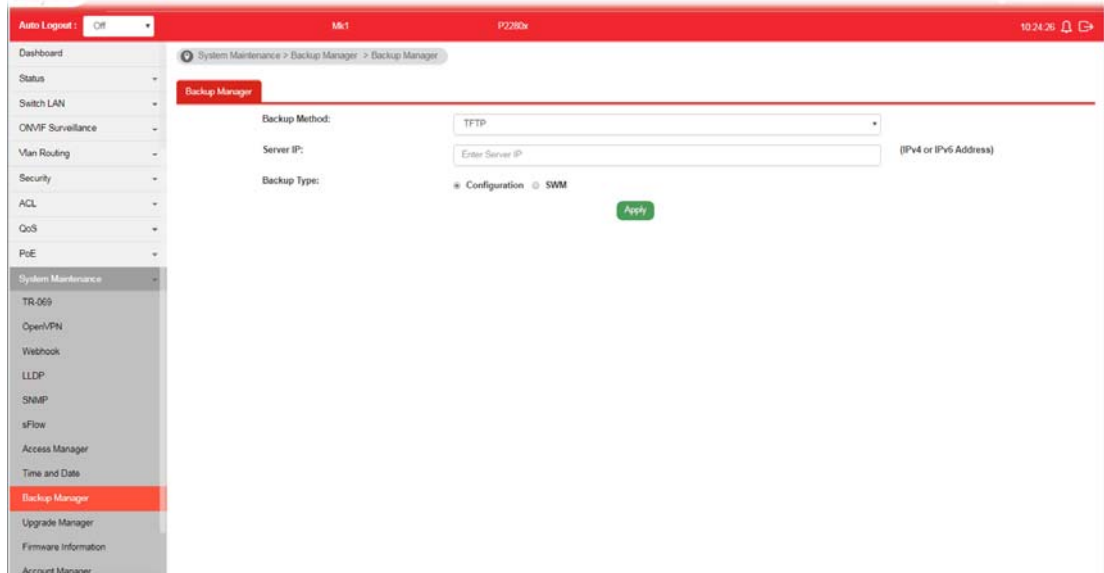 Auto Logout : Off Mk1 P2280x 10:24:26
Dashboard
Status
Switch LAN
ONVIF Surveillance
Vlan Routing
Security
ACL
QoS
PoE
System Maintenance
TR-069
OpenVPN
Webhook
LLDP
SNMP
sFlow
Access Manager
Time and Date
Backup Manager
Upgrade Manager
Firmware Information
Account Manager
System Maintenance > Backup Manager > Backup Manager
Backup Manager
Backup Method: TFTP
Server IP: Enter Server IP (IPv4 or IPv6 Address)
Backup Type: Configuration SWM
Apply